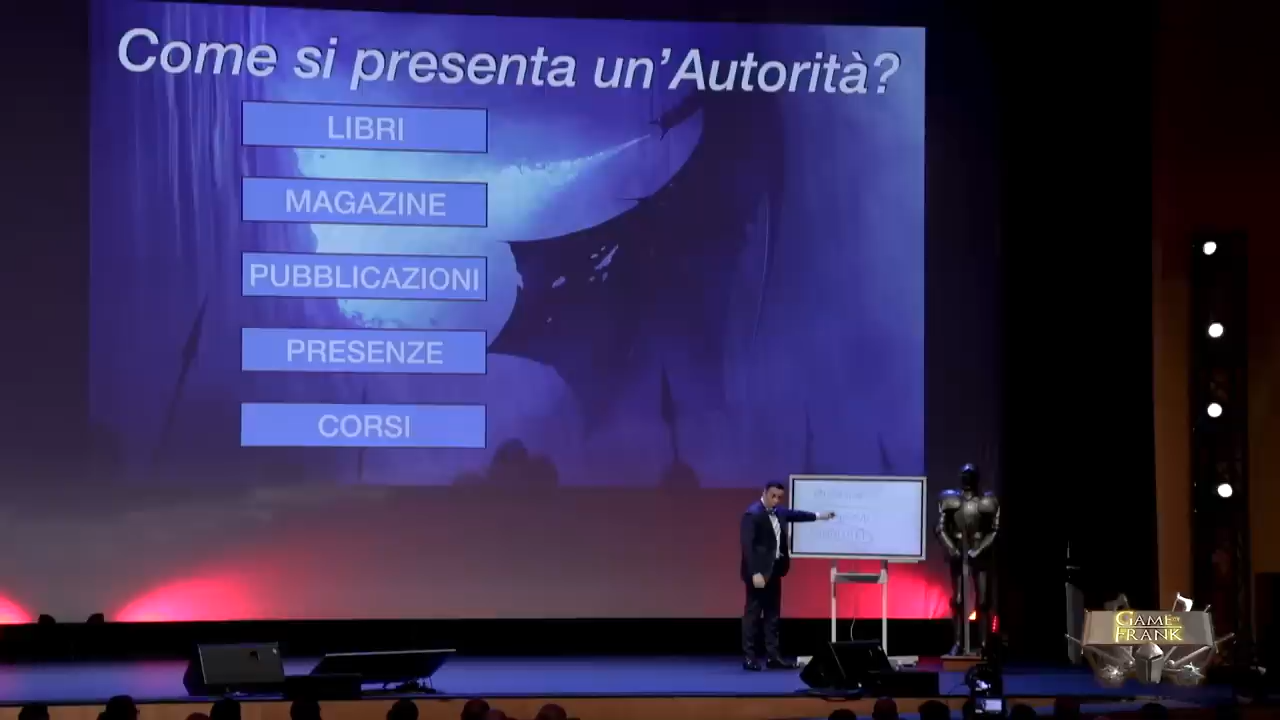 Come si presenta un'Autorità?
LIBRI
MAGAZINE
PUBBLICAZIONI
PRESENZE
CORSI
GAME OF
FRANK